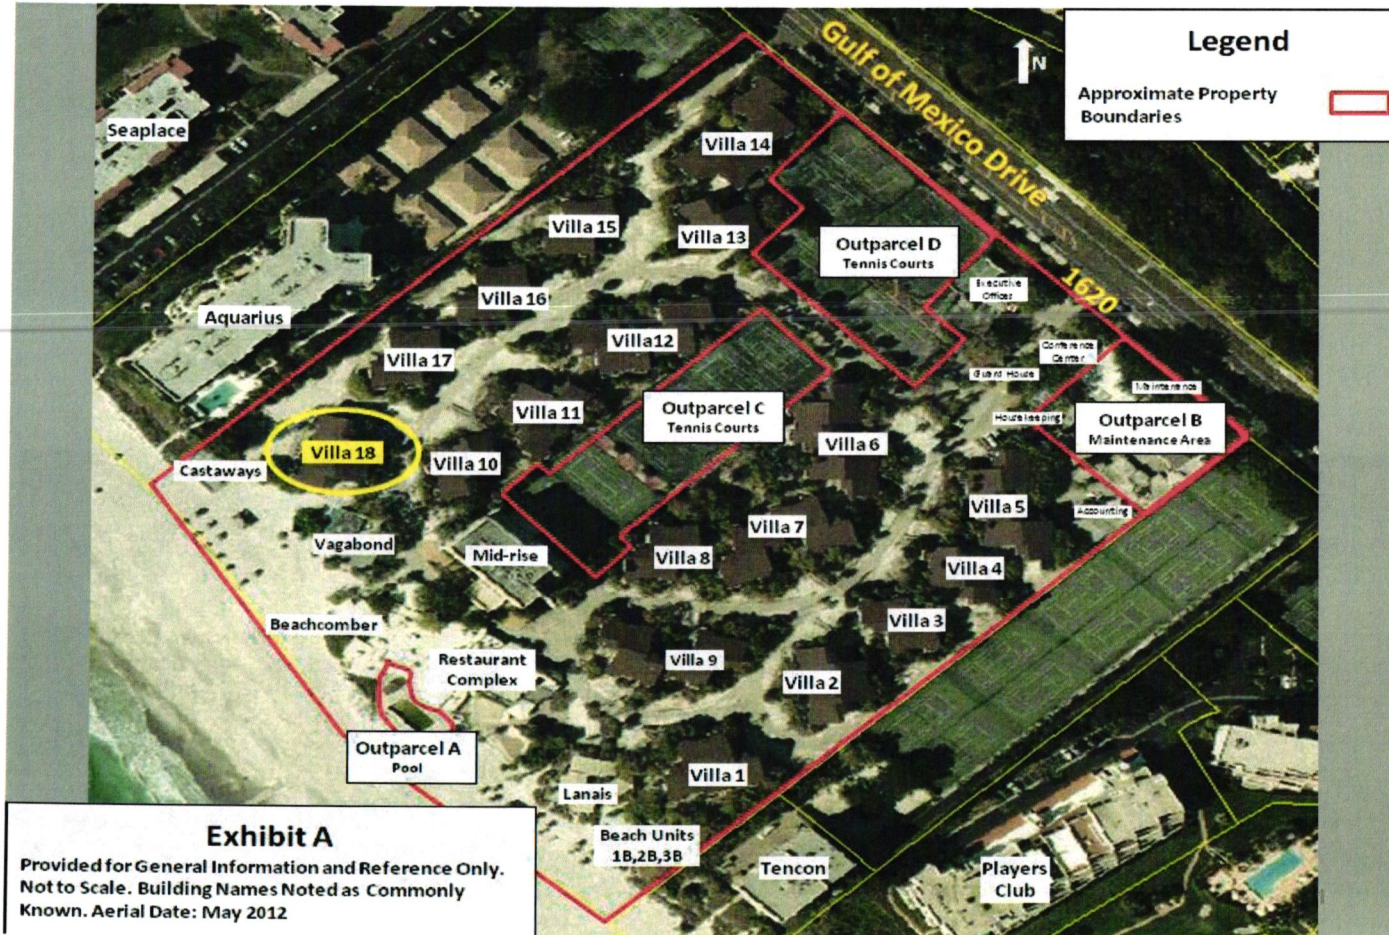 Legend
Approximate Property
Boundaries
N
Gulf of Mexico Drive
1620
Seaplace
Villa 14
Villa 15
Villa 13
Outparcel D
Tennis Courts
Executive
Offices
Villa 16
Aquarius
Villa12
Villa 17
Conference
Center
Guard House
Maintenance
Villa 11
Outparcel C
Tennis Courts
House keeping
Outparcel B
Maintenance Area
Villa 6
Villa 18
Villa 10
Castaways
Villa 5
Accounting
Villa 7
Vagabond
Mid-rise
Villa 8
Villa 4
Villa 3
Beachcomber
Restaurant
Complex
Villa 9
Villa 2
Outparcel A
Pool
Villa 1
Lanais
Beach Units
1B,2B,3B
Tencon
Players
Club
Exhibit A
Provided for General Information and Reference Only.
Not to Scale. Building Names Noted as Commonly
Known. Aerial Date: May 2012